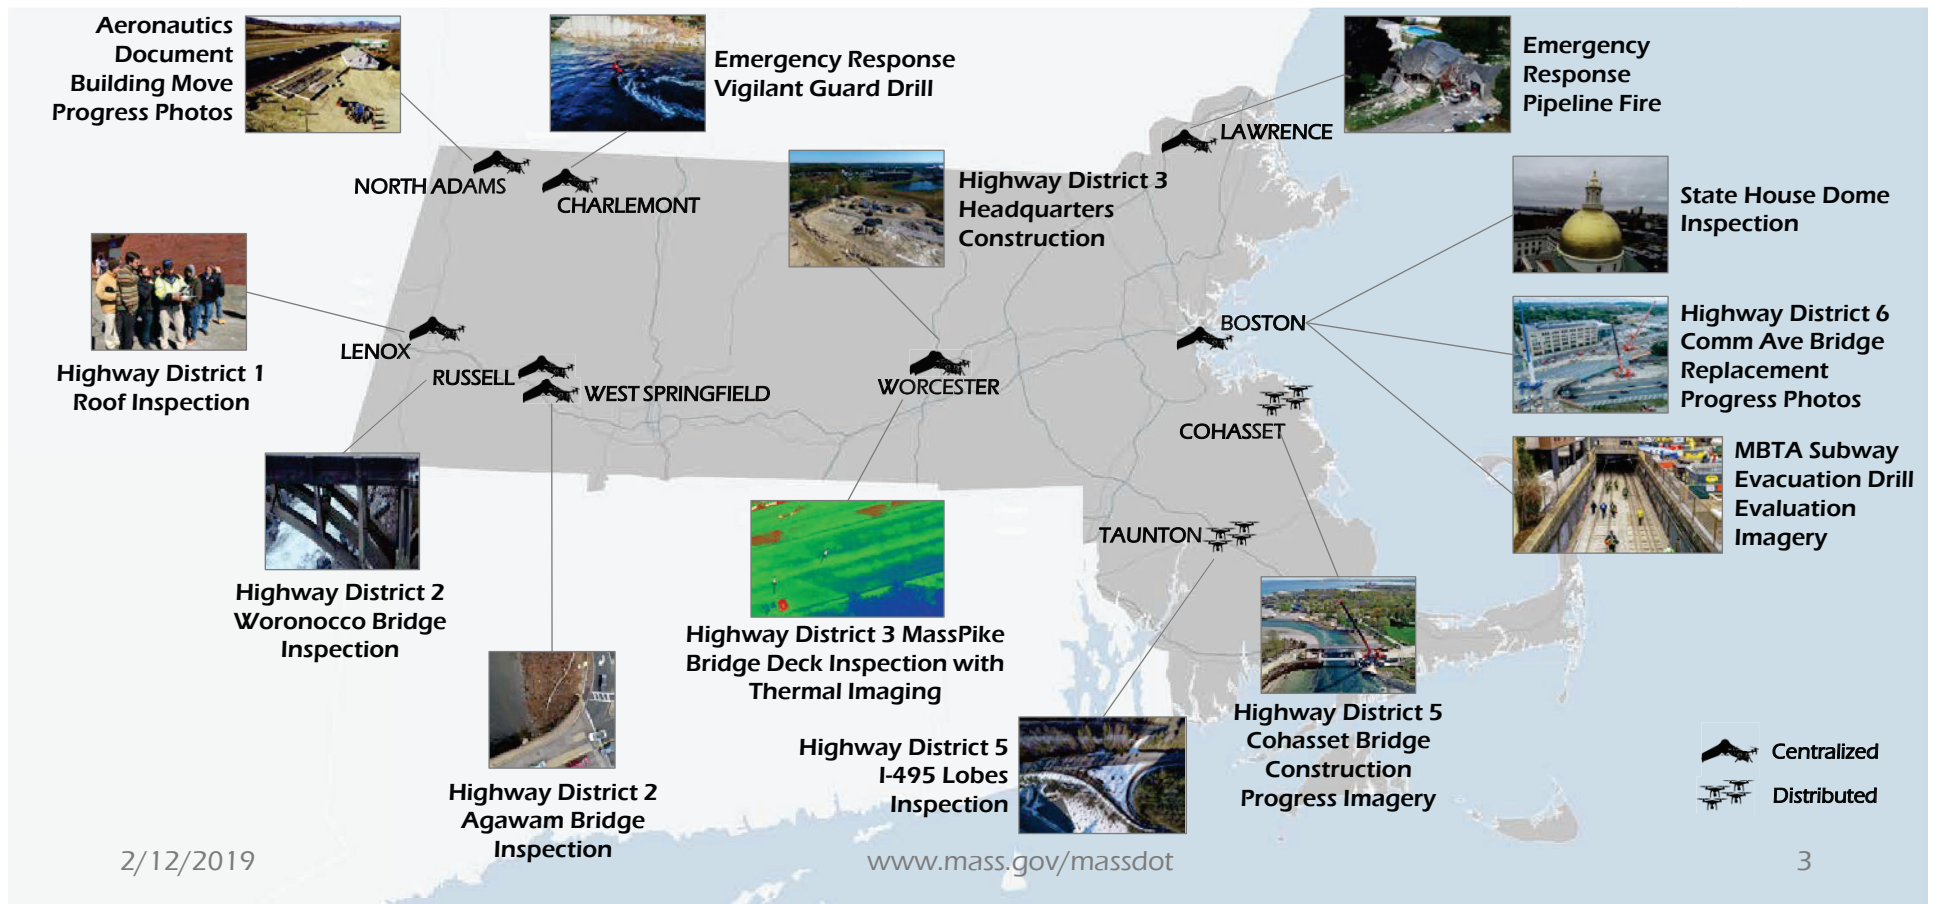 Aeronautics
Document
Building Move
Progress Photos
Emergency Response
Vigilant Guard Drill
Emergency
Response
Pipeline Fire
LAWRENCE
NORTH ADAMS
CHARLEMONT
Highway District 3
Headquarters
Construction
State House Dome
Inspection
LENOX
Highway District 1
Roof Inspection
RUSSELL
WEST SPRINGFIELD
WORCESTER
BOSTON
Highway District 6
Comm Ave Bridge
Replacement
Progress Photos
COHASSET
MBTA Subway
Evacuation Drill
Evaluation
Imagery
TAUNTON
Highway District 2
Woronocco Bridge
Inspection
Highway District 3 MassPike
Bridge Deck Inspection with
Thermal Imaging
Highway District 2
Agawam Bridge
Inspection
Highway District 5
I-495 Lobes
Inspection
Highway District 5
Cohasset Bridge
Construction
Progress Imagery
Centralized
Distributed
2/12/2019
www.mass.gov/massdot
3